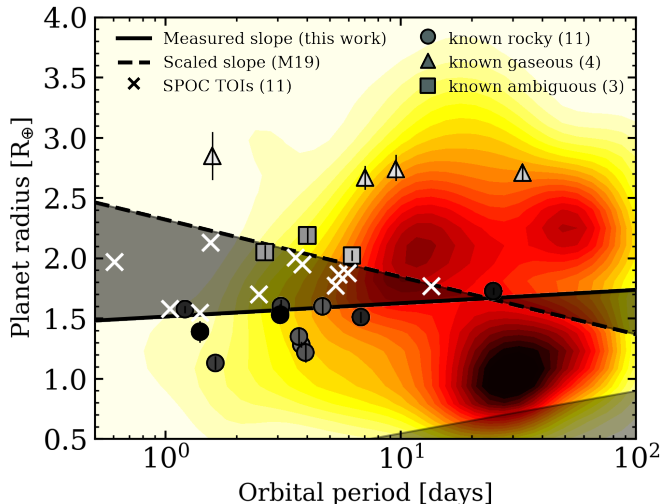 Measured slope (this work)
Scaled slope (M19)
SPOC TOIs (11)
known rocky (11)
known gaseous (4)
known ambiguous (3)
Planet radius [R⊕]
4.0
3.5
3.0
2.5
2.0
1.5
1.0
0.5
10⁰ 10¹ 10²
Orbital period [days]